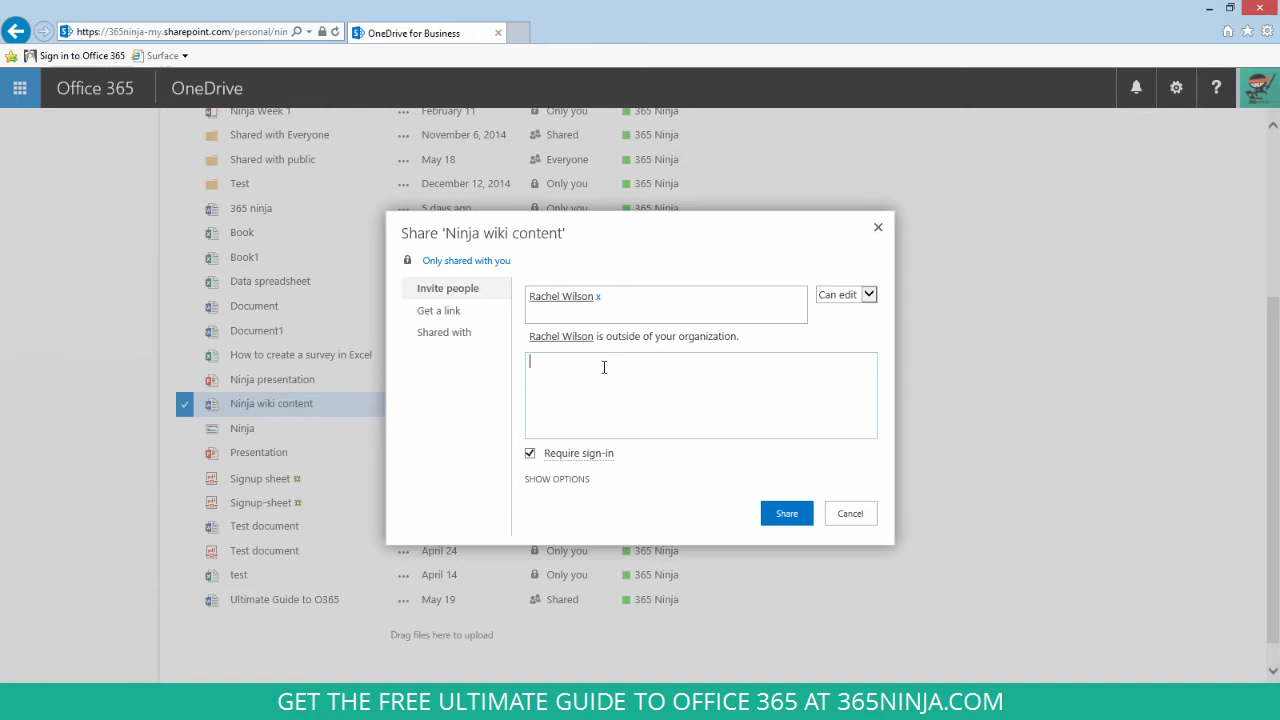 https://365ninja-my.sharepoint.com/personal/nin
OneDrive for Business
Sign in to Office 365
Surface
Office 365
OneDrive
Ninja Week 1 ... February 11 Only you 365 Ninja
Shared with Everyone ... November 6, 2014 Shared 365 Ninja
Shared with public ... May 18 Everyone 365 Ninja
Test ... December 12, 2014 Only you 365 Ninja
365 ninja ... 5 days ago Only you 365 Ninja
Book
Book1
Data spreadsheet
Document
Document1
How to create a survey in Excel
Ninja presentation
Ninja wiki content
Ninja
Presentation
Signup sheet
Signup-sheet
Test document
Test document ... April 24 Only you 365 Ninja
test ... April 14 Only you 365 Ninja
Ultimate Guide to O365 ... May 19 Shared 365 Ninja
Drag files here to upload
Share 'Ninja wiki content'
Only shared with you
Invite people
Get a link
Shared with
Rachel Wilson x
Can edit
Rachel Wilson is outside of your organization.
Require sign-in
SHOW OPTIONS
Share
Cancel
GET THE FREE ULTIMATE GUIDE TO OFFICE 365 AT 365NINJA.COM